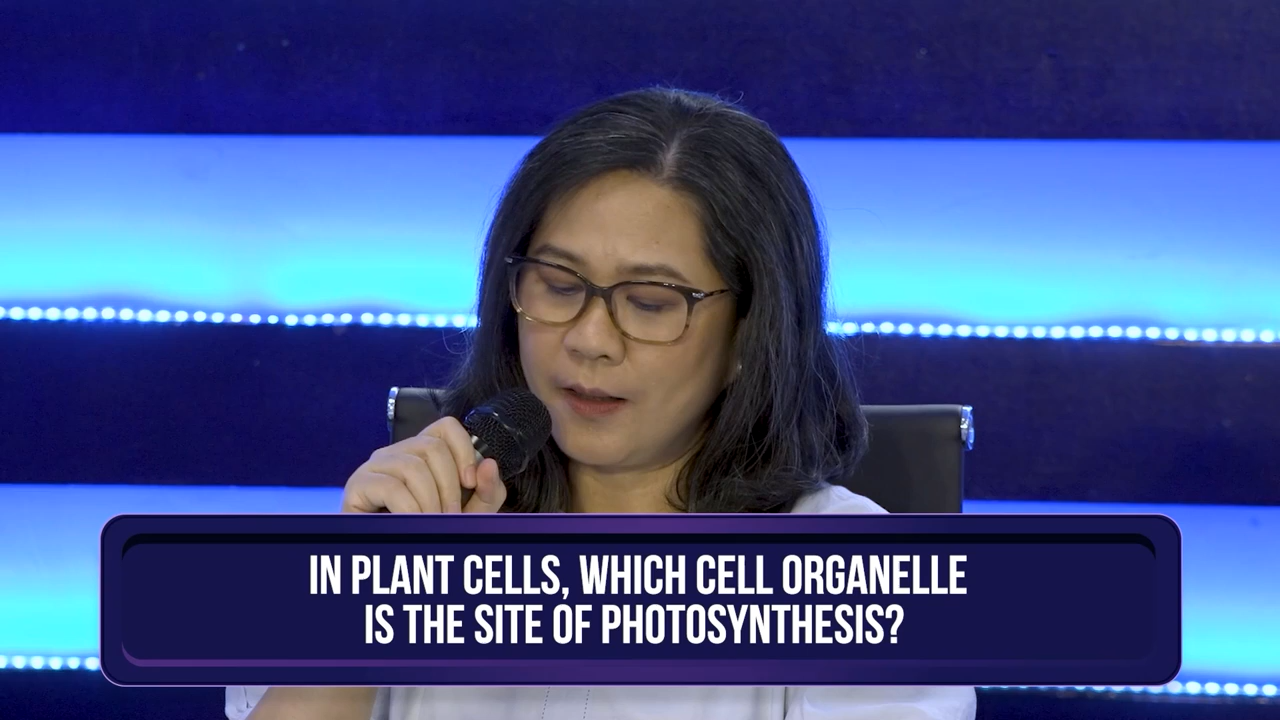 IN PLANT CELLS, WHICH CELL ORGANELLE
IS THE SITE OF PHOTOSYNTHESIS?